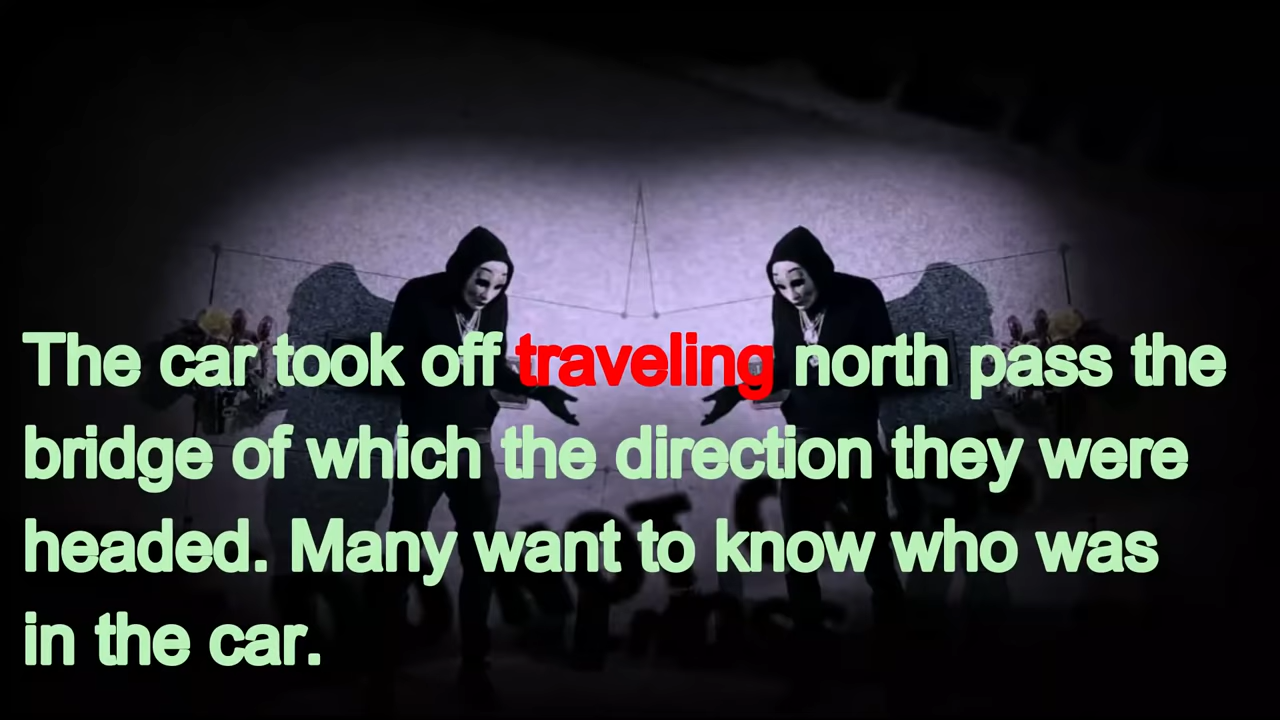 The car took off traveling north pass the
bridge of which the direction they were
headed. Many want to know who was
in the car.